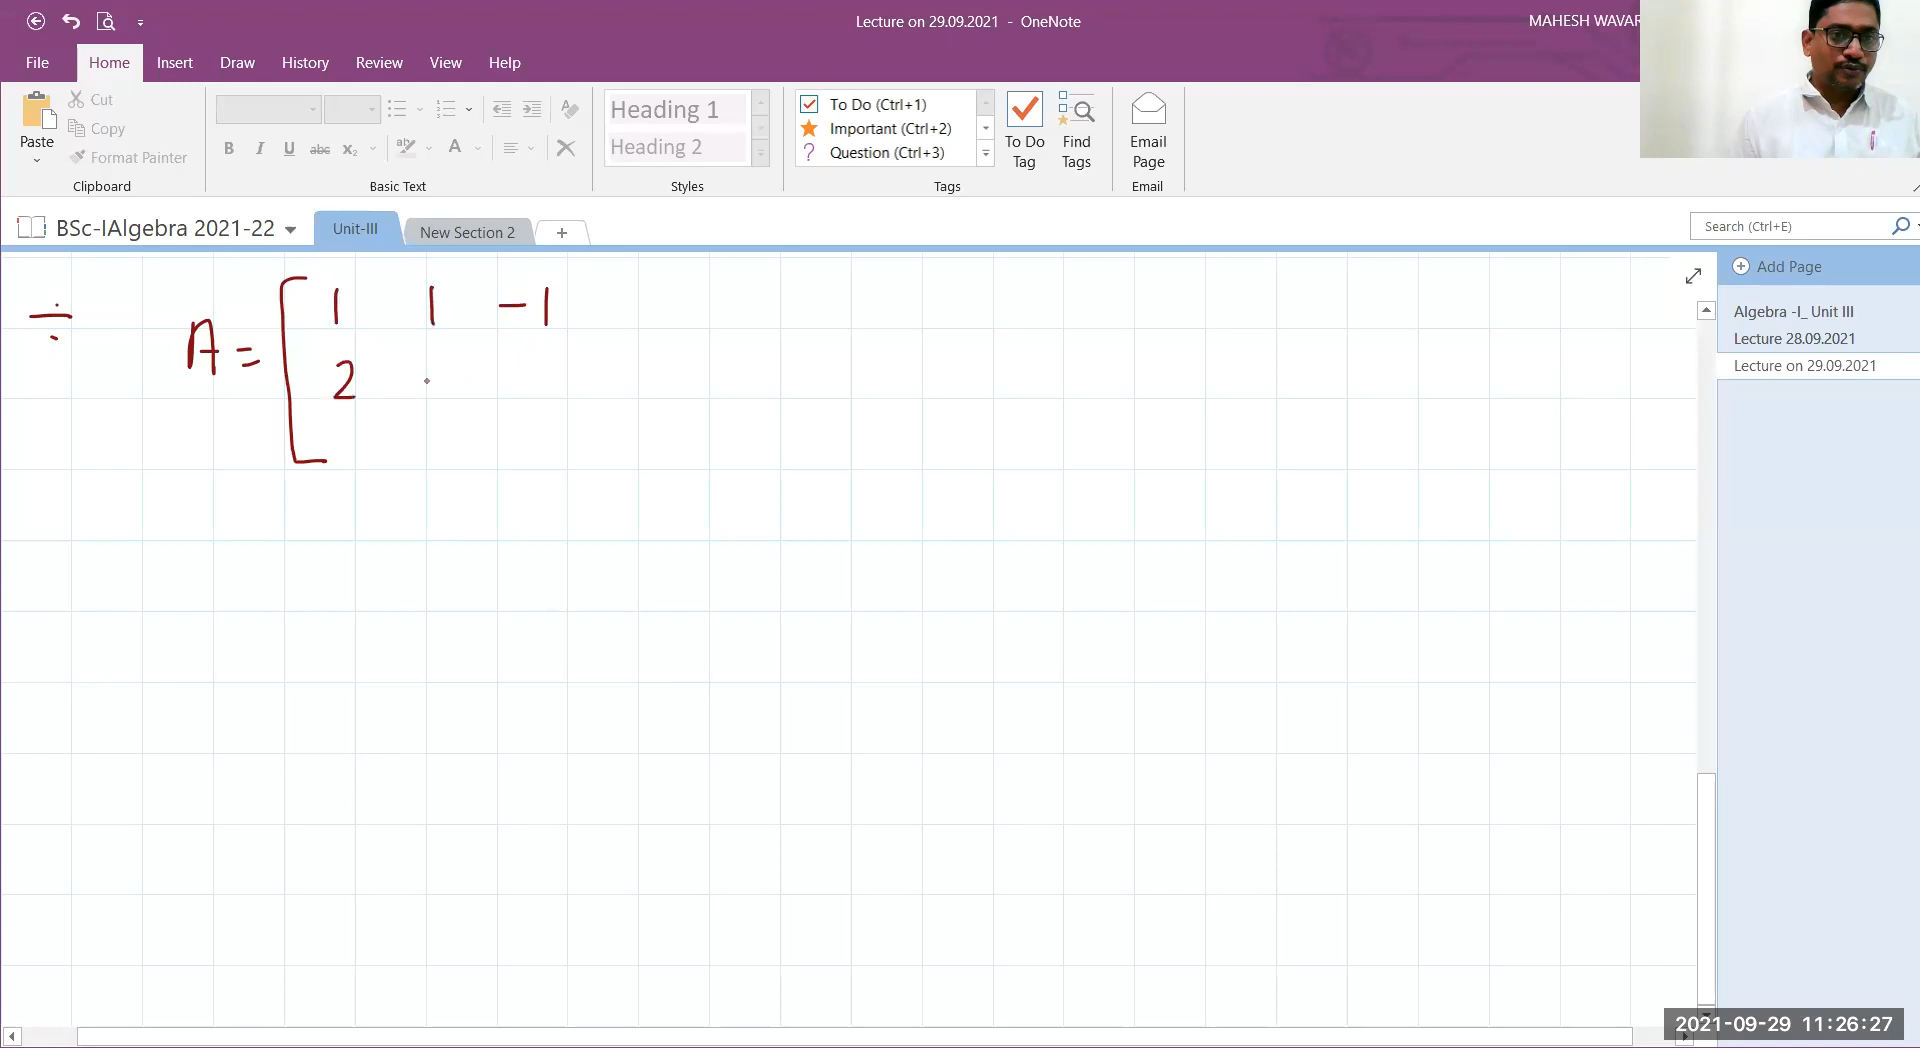 Lecture on 29.09.2021 - OneNote
MAHESH WAVAR
File Home Insert Draw History Review View Help
Paste
Cut
Copy
Format Painter
Clipboard
B I U abc x₂ aby A
Basic Text
Heading 1
Heading 2
Styles
To Do (Ctrl+1)
Important (Ctrl+2)
Question (Ctrl+3)
To Do Tag
Find Tags
Tags
Email Page
Email
BSc-IAlgebra 2021-22
Unit-III
New Section 2
+
Search (Ctrl+E)
Add Page
Algebra -I_ Unit III
Lecture 28.09.2021
Lecture on 29.09.2021
÷ A = [ 1 1 -1
2
2021-09-29 11:26:27